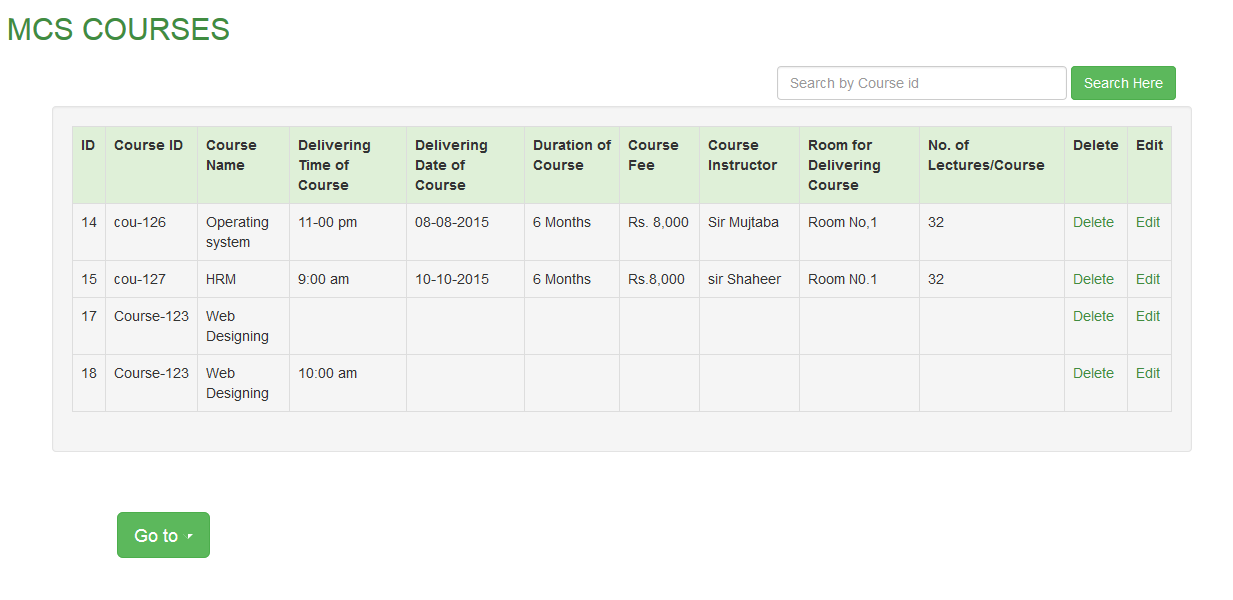 MCS COURSES
Search by Course id Search Here
ID Course ID Course Name Delivering Time of Course Delivering Date of Course Duration of Course Course Fee Course Instructor Room for Delivering Course No. of Lectures/Course Delete Edit
14 cou-126 Operating system 11-00 pm 08-08-2015 6 Months Rs. 8,000 Sir Mujtaba Room No,1 32 Delete Edit
15 cou-127 HRM 9:00 am 10-10-2015 6 Months Rs.8,000 sir Shaheer Room N0.1 32 Delete Edit
17 Course-123 Web Designing Delete Edit
18 Course-123 Web Designing 10:00 am Delete Edit
Go to